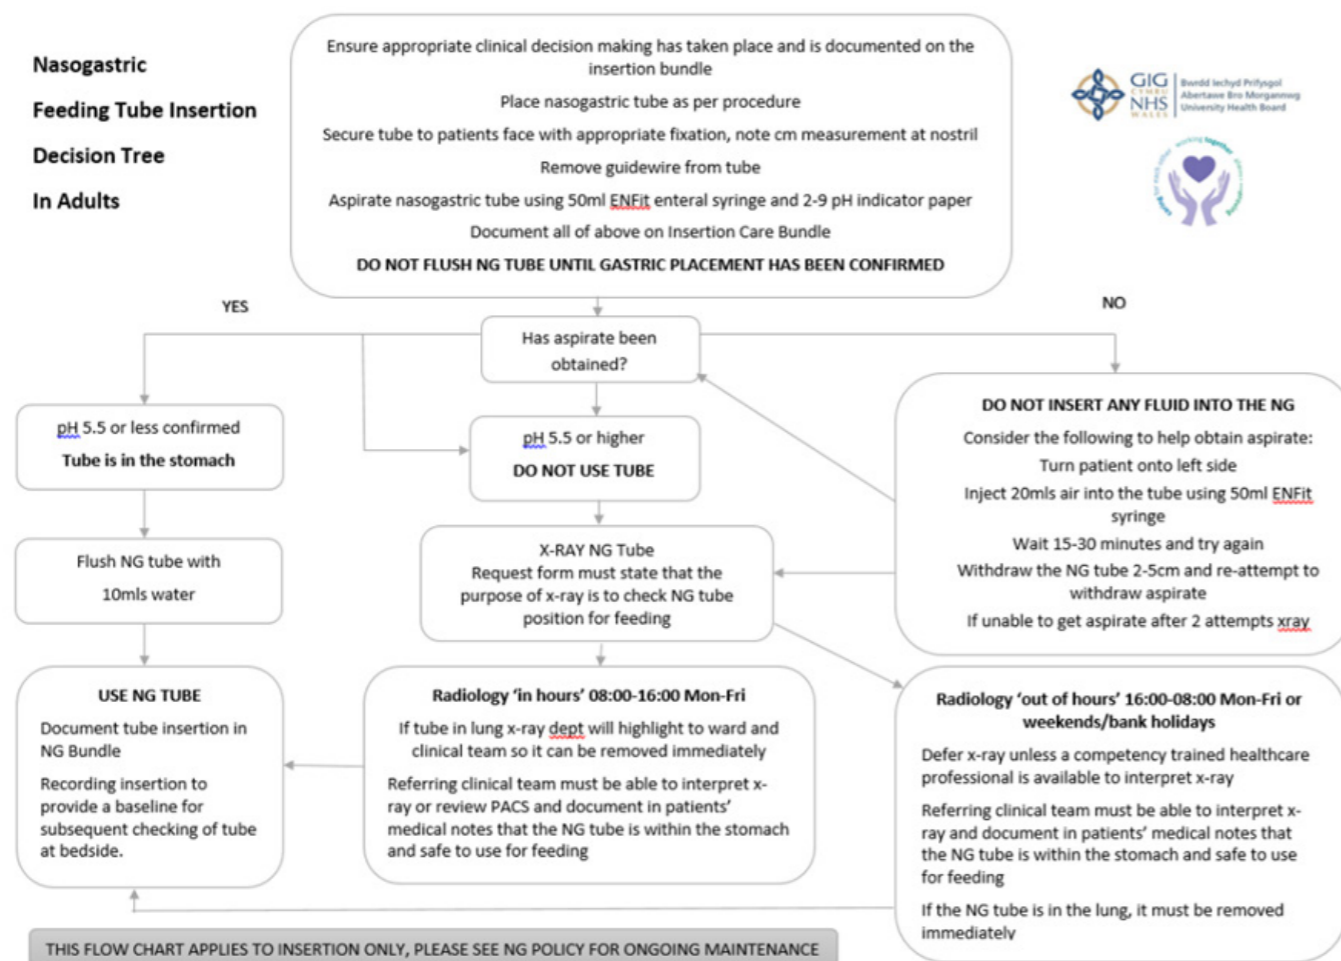 Nasogastric
Feeding Tube Insertion
Decision Tree
In Adults
Ensure appropriate clinical decision making has taken place and is documented on the
insertion bundle
Place nasogastric tube as per procedure
Secure tube to patients face with appropriate fixation, note cm measurement at nostril
Remove guidewire from tube
Aspirate nasogastric tube using 50ml ENFit enteral syringe and 2-9 pH indicator paper
Document all of above on Insertion Care Bundle
DO NOT FLUSH NG TUBE UNTIL GASTRIC PLACEMENT HAS BEEN CONFIRMED
GIG
CYMRU
NHS
WALES
Bwrdd Iechyd Prifysgol
Abertawe Bro Morgannwg
University Health Board
working together
YES
NO
Has aspirate been
obtained?
pH 5.5 or less confirmed
Tube is in the stomach
pH 5.5 or higher
DO NOT USE TUBE
DO NOT INSERT ANY FLUID INTO THE NG
Consider the following to help obtain aspirate:
Turn patient onto left side
Inject 20mls air into the tube using 50ml ENFit
syringe
Wait 15-30 minutes and try again
Withdraw the NG tube 2-5cm and re-attempt to
withdraw aspirate
If unable to get aspirate after 2 attempts xray
Flush NG tube with
10mls water
X-RAY NG Tube
Request form must state that the
purpose of x-ray is to check NG tube
position for feeding
USE NG TUBE
Document tube insertion in
NG Bundle
Recording insertion to
provide a baseline for
subsequent checking of tube
at bedside.
Radiology ‘in hours’ 08:00-16:00 Mon-Fri
If tube in lung x-ray dept will highlight to ward and
clinical team so it can be removed immediately
Referring clinical team must be able to interpret x-
ray or review PACS and document in patients’
medical notes that the NG tube is within the stomach
and safe to use for feeding
Radiology ‘out of hours’ 16:00-08:00 Mon-Fri or
weekends/bank holidays
Defer x-ray unless a competency trained healthcare
professional is available to interpret x-ray
Referring clinical team must be able to interpret x-
ray and document in patients’ medical notes that
the NG tube is within the stomach and safe to use
for feeding
If the NG tube is in the lung, it must be removed
immediately
THIS FLOW CHART APPLIES TO INSERTION ONLY, PLEASE SEE NG POLICY FOR ONGOING MAINTENANCE